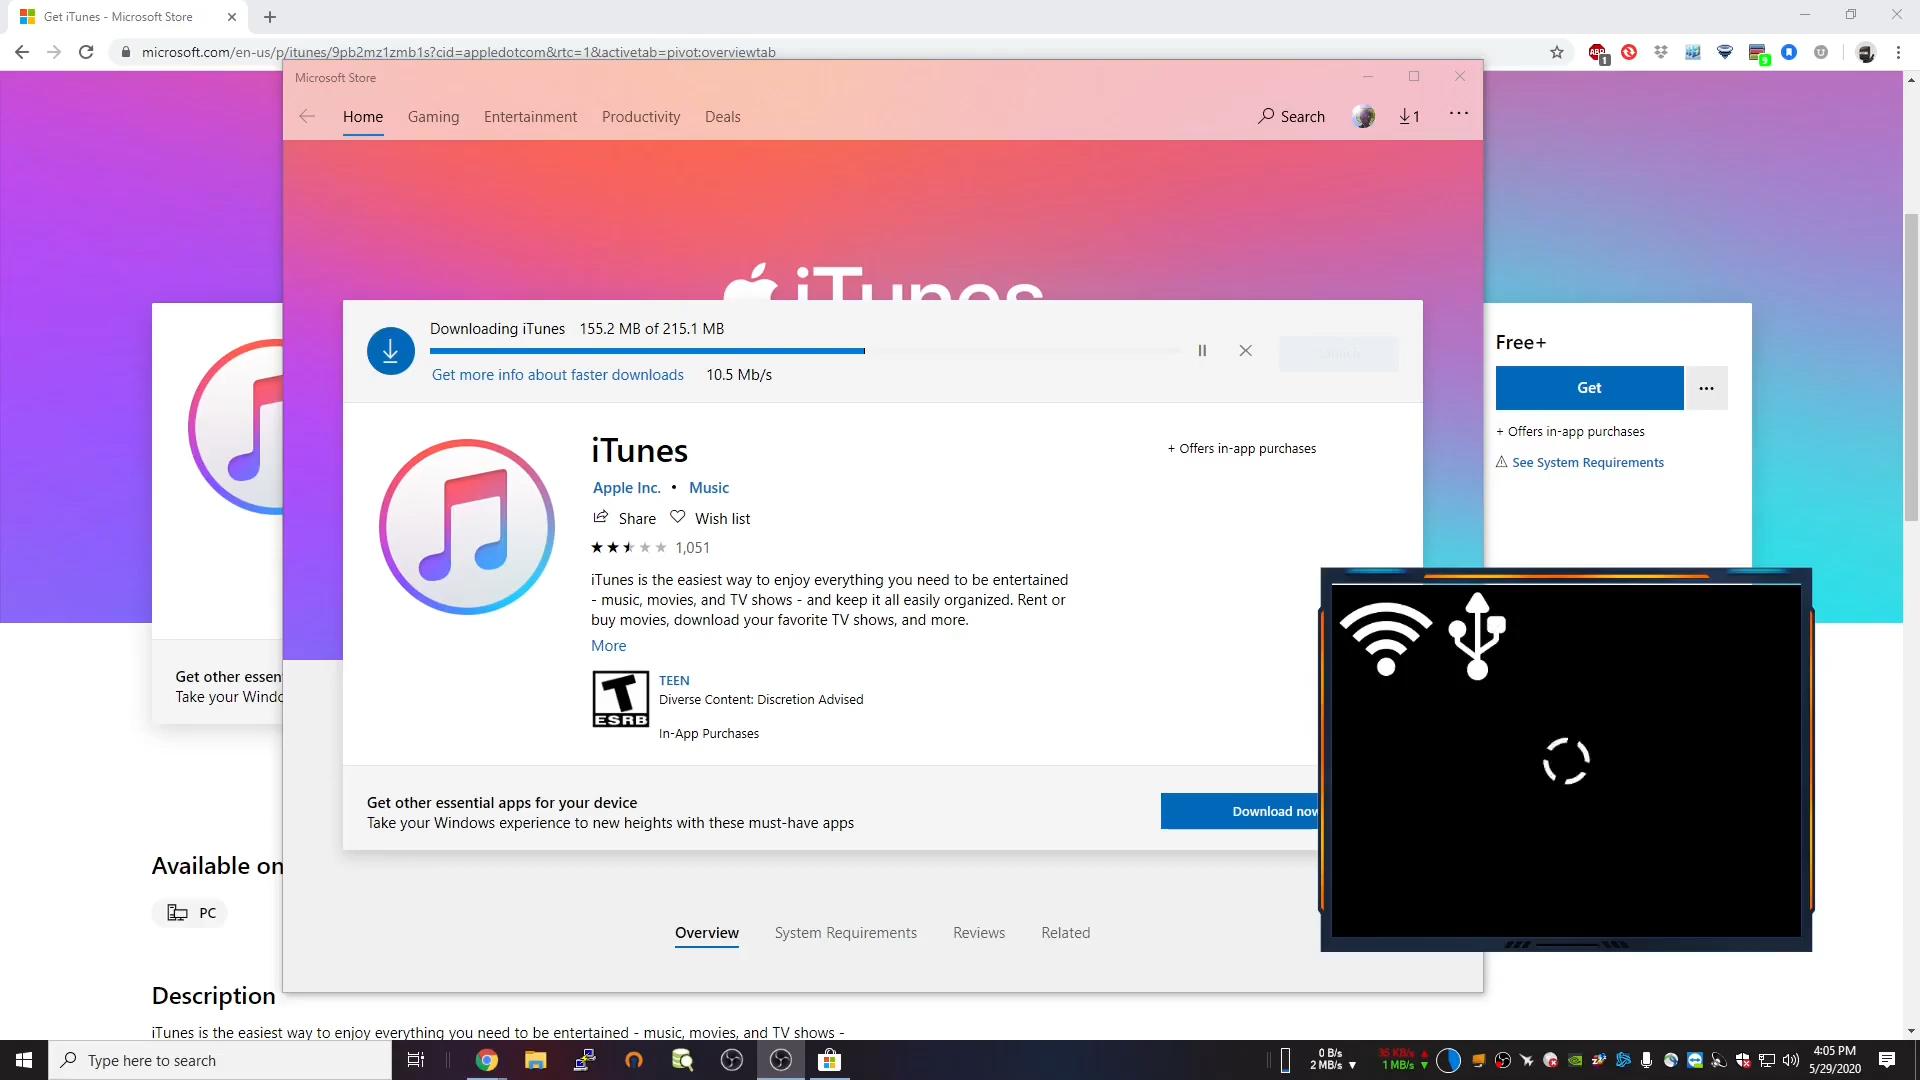 Get iTunes - Microsoft Store
microsoft.com/en-us/p/itunes/9pb2mz1zmb1s?cid=appledotcom&rtc=1&activetab=pivot:overviewtab
ABP
1
9
Microsoft Store
Home
Gaming
Entertainment
Productivity
Deals
Search
1
iTunes
Downloading iTunes 155.2 MB of 215.1 MB
Get more info about faster downloads 10.5 Mb/s
Free+
Get
+ Offers in-app purchases
See System Requirements
iTunes
+ Offers in-app purchases
Apple Inc. • Music
Share Wish list
1,051
iTunes is the easiest way to enjoy everything you need to be entertained
- music, movies, and TV shows - and keep it all easily organized. Rent or
buy movies, download your favorite TV shows, and more.
More
T
ESRB
TEEN
Diverse Content: Discretion Advised
In-App Purchases
Get other essen
Take your Windo
Get other essential apps for your device
Take your Windows experience to new heights with these must-have apps
Download now
Available on
PC
Overview
System Requirements
Reviews
Related
Description
iTunes is the easiest way to enjoy everything you need to be entertained - music, movies, and TV shows -
Type here to search
0 B/s
2 MB/s
35 KB/s
1 MB/s
4:05 PM
5/29/2020